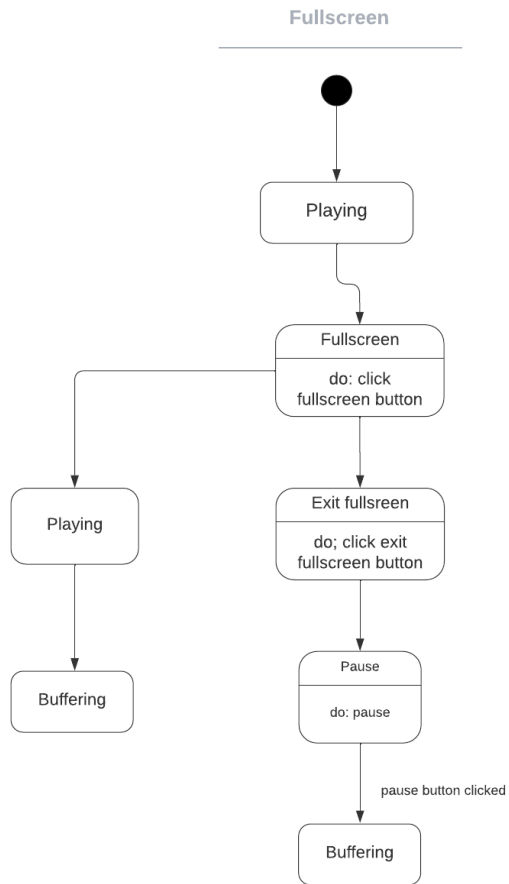 Fullscreen
Playing
Fullscreen
do: click
fullscreen button
Playing
Exit fullsreen
do; click exit
fullscreen button
Buffering
Pause
do: pause
pause button clicked
Buffering